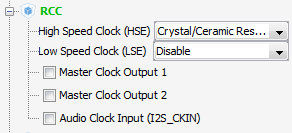 RCC
High Speed Clock (HSE) Crystal/Ceramic Res...
Low Speed Clock (LSE) Disable
Master Clock Output 1
Master Clock Output 2
Audio Clock Input (I2S_CKIN)